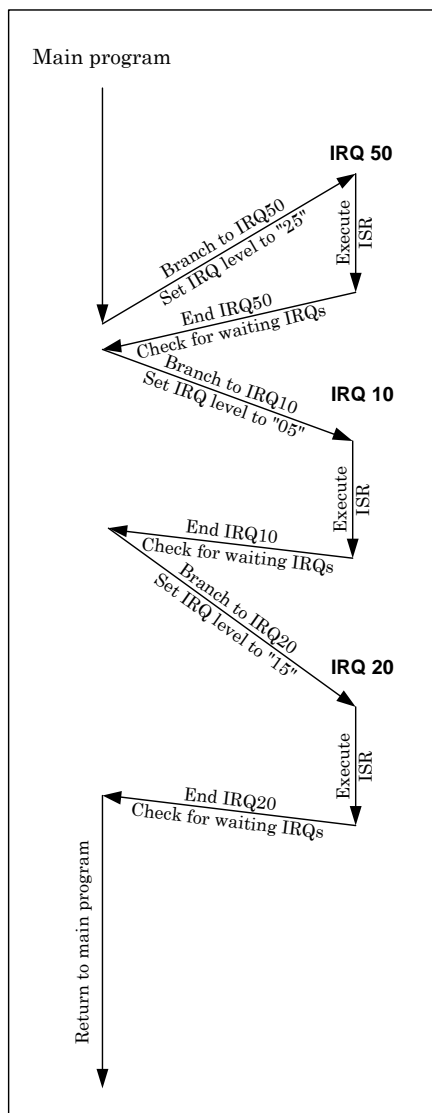 Main program
IRQ 50
Branch to IRQ50
Set IRQ level to "25"
Execute
ISR
End IRQ50
Check for waiting IRQs
Branch to IRQ10
Set IRQ level to "05"
IRQ 10
Execute
ISR
End IRQ10
Check for waiting IRQs
Branch to IRQ20
Set IRQ level to "15"
IRQ 20
Execute
ISR
End IRQ20
Check for waiting IRQs
Return to main program